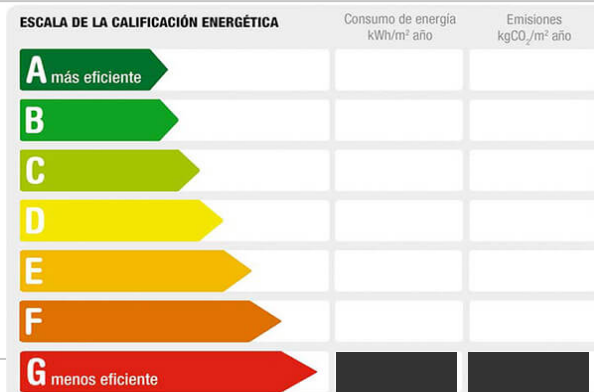 ESCALA DE LA CALIFICACIÓN ENERGÉTICA
Consumo de energía
kWh/m² año
Emisiones
kgCO₂/m² año
A más eficiente
B
C
D
E
F
G menos eficiente